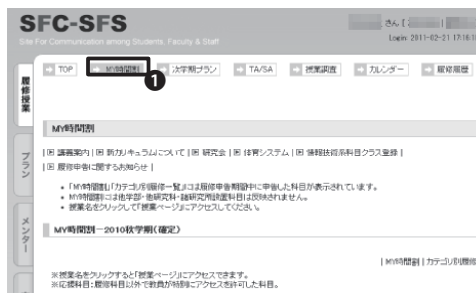 SFC-SFS
さん [
Site For Communication among Students, Faculty & Staff
Login: 2011-02-21 17:16:1
TOP MY時間割 次学期プラン TA/SA 授業調査 カレンダー 履修履歴
❶
履修授業
プラン
メンター
MY時間割
| 講義案内 | 新カリキュラムについて | 研究会 | 体育システム | 情報技術系科目クラス登録 |
| 履修申告に関するお知らせ |
• 「MY時間割」「カテゴリ別履修一覧」には履修申告期間中に申告した科目が表示されています。
• MY時間割には他学部・他研究科・諸研究所設置科目は反映されません。
• 授業名をクリックして「授業ページ」にアクセスしてください。
MY時間割－2010秋学期(確定)
| MY時間割 | カテゴリ別履修
※授業名をクリックすると「授業ページ」にアクセスできます。
※応援科目:履修科目以外で教員が特別にアクセスを許可した科目。